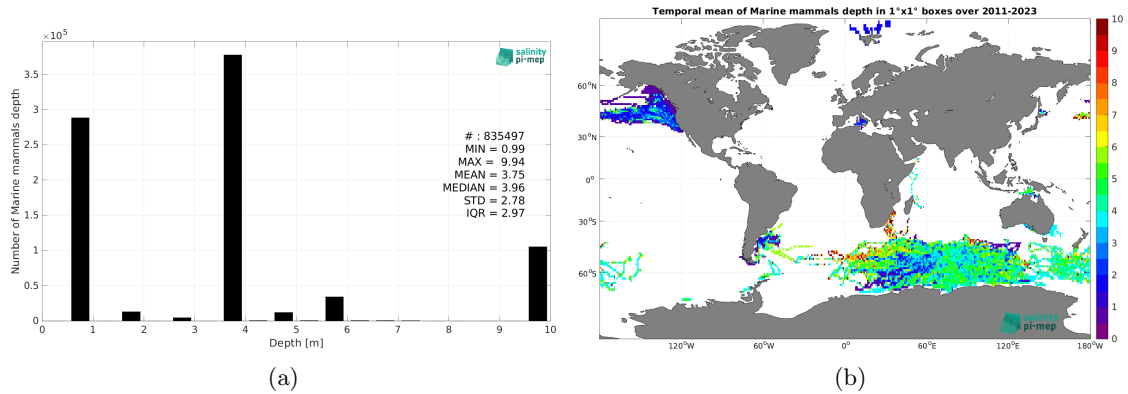 ×10⁵
3.5
3
2.5
2
1.5
1
0.5
0
Number of Marine mammals depth
salinity
pi-mep
# : 835497
MIN = 0.99
MAX = 9.94
MEAN = 3.75
MEDIAN = 3.96
STD = 2.78
IQR = 2.97
0 1 2 3 4 5 6 7 8 9 10
Depth [m]
(a)
Temporal mean of Marine mammals depth in 1°x1° boxes over 2011-2023
60°N
30°N
0°
30°S
60°S
120°W 60°W 0° 60°E 120°E 180°W
salinity
pi-mep
10
9
8
7
6
5
4
3
2
1
0
(b)